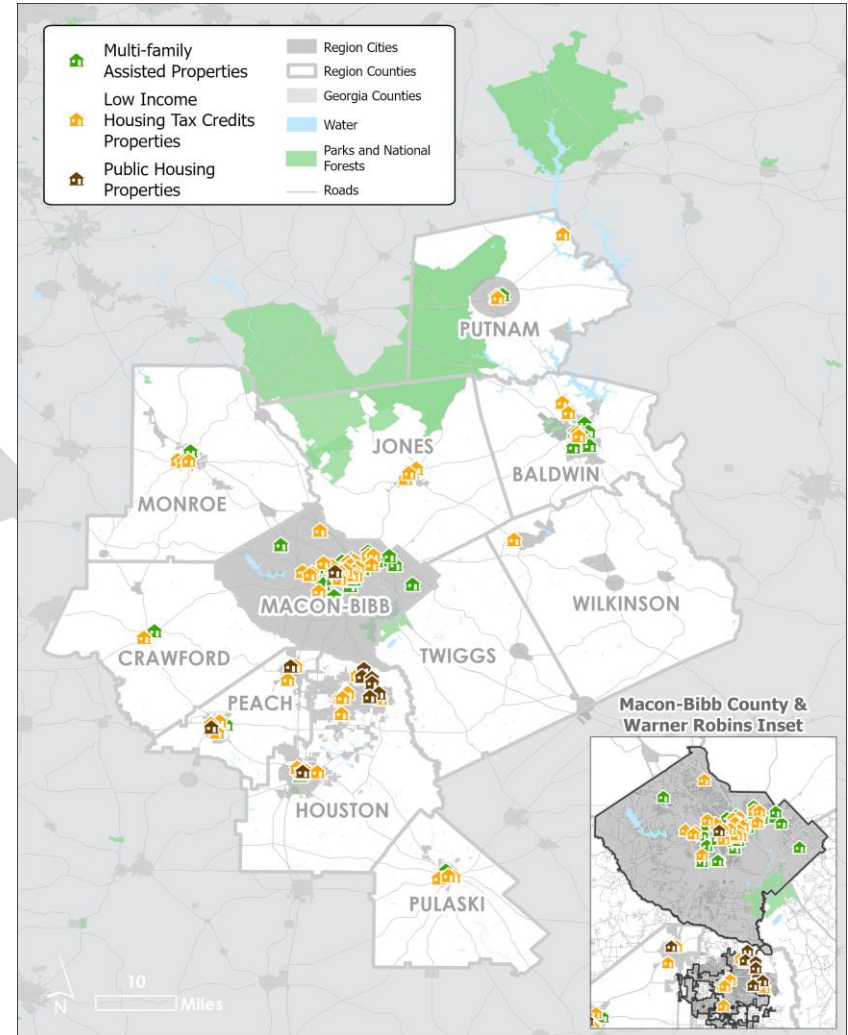 Multi-family
Assisted Properties
Low Income
Housing Tax Credits
Properties
Public Housing
Properties
Region Cities
Region Counties
Georgia Counties
Water
Parks and National
Forests
Roads
PUTNAM
JONES
BALDWIN
MONROE
MACON-BIBB
WILKINSON
CRAWFORD
TWIGGS
PEACH
HOUSTON
PULASKI
Macon-Bibb County &
Warner Robins Inset
N
10
Miles